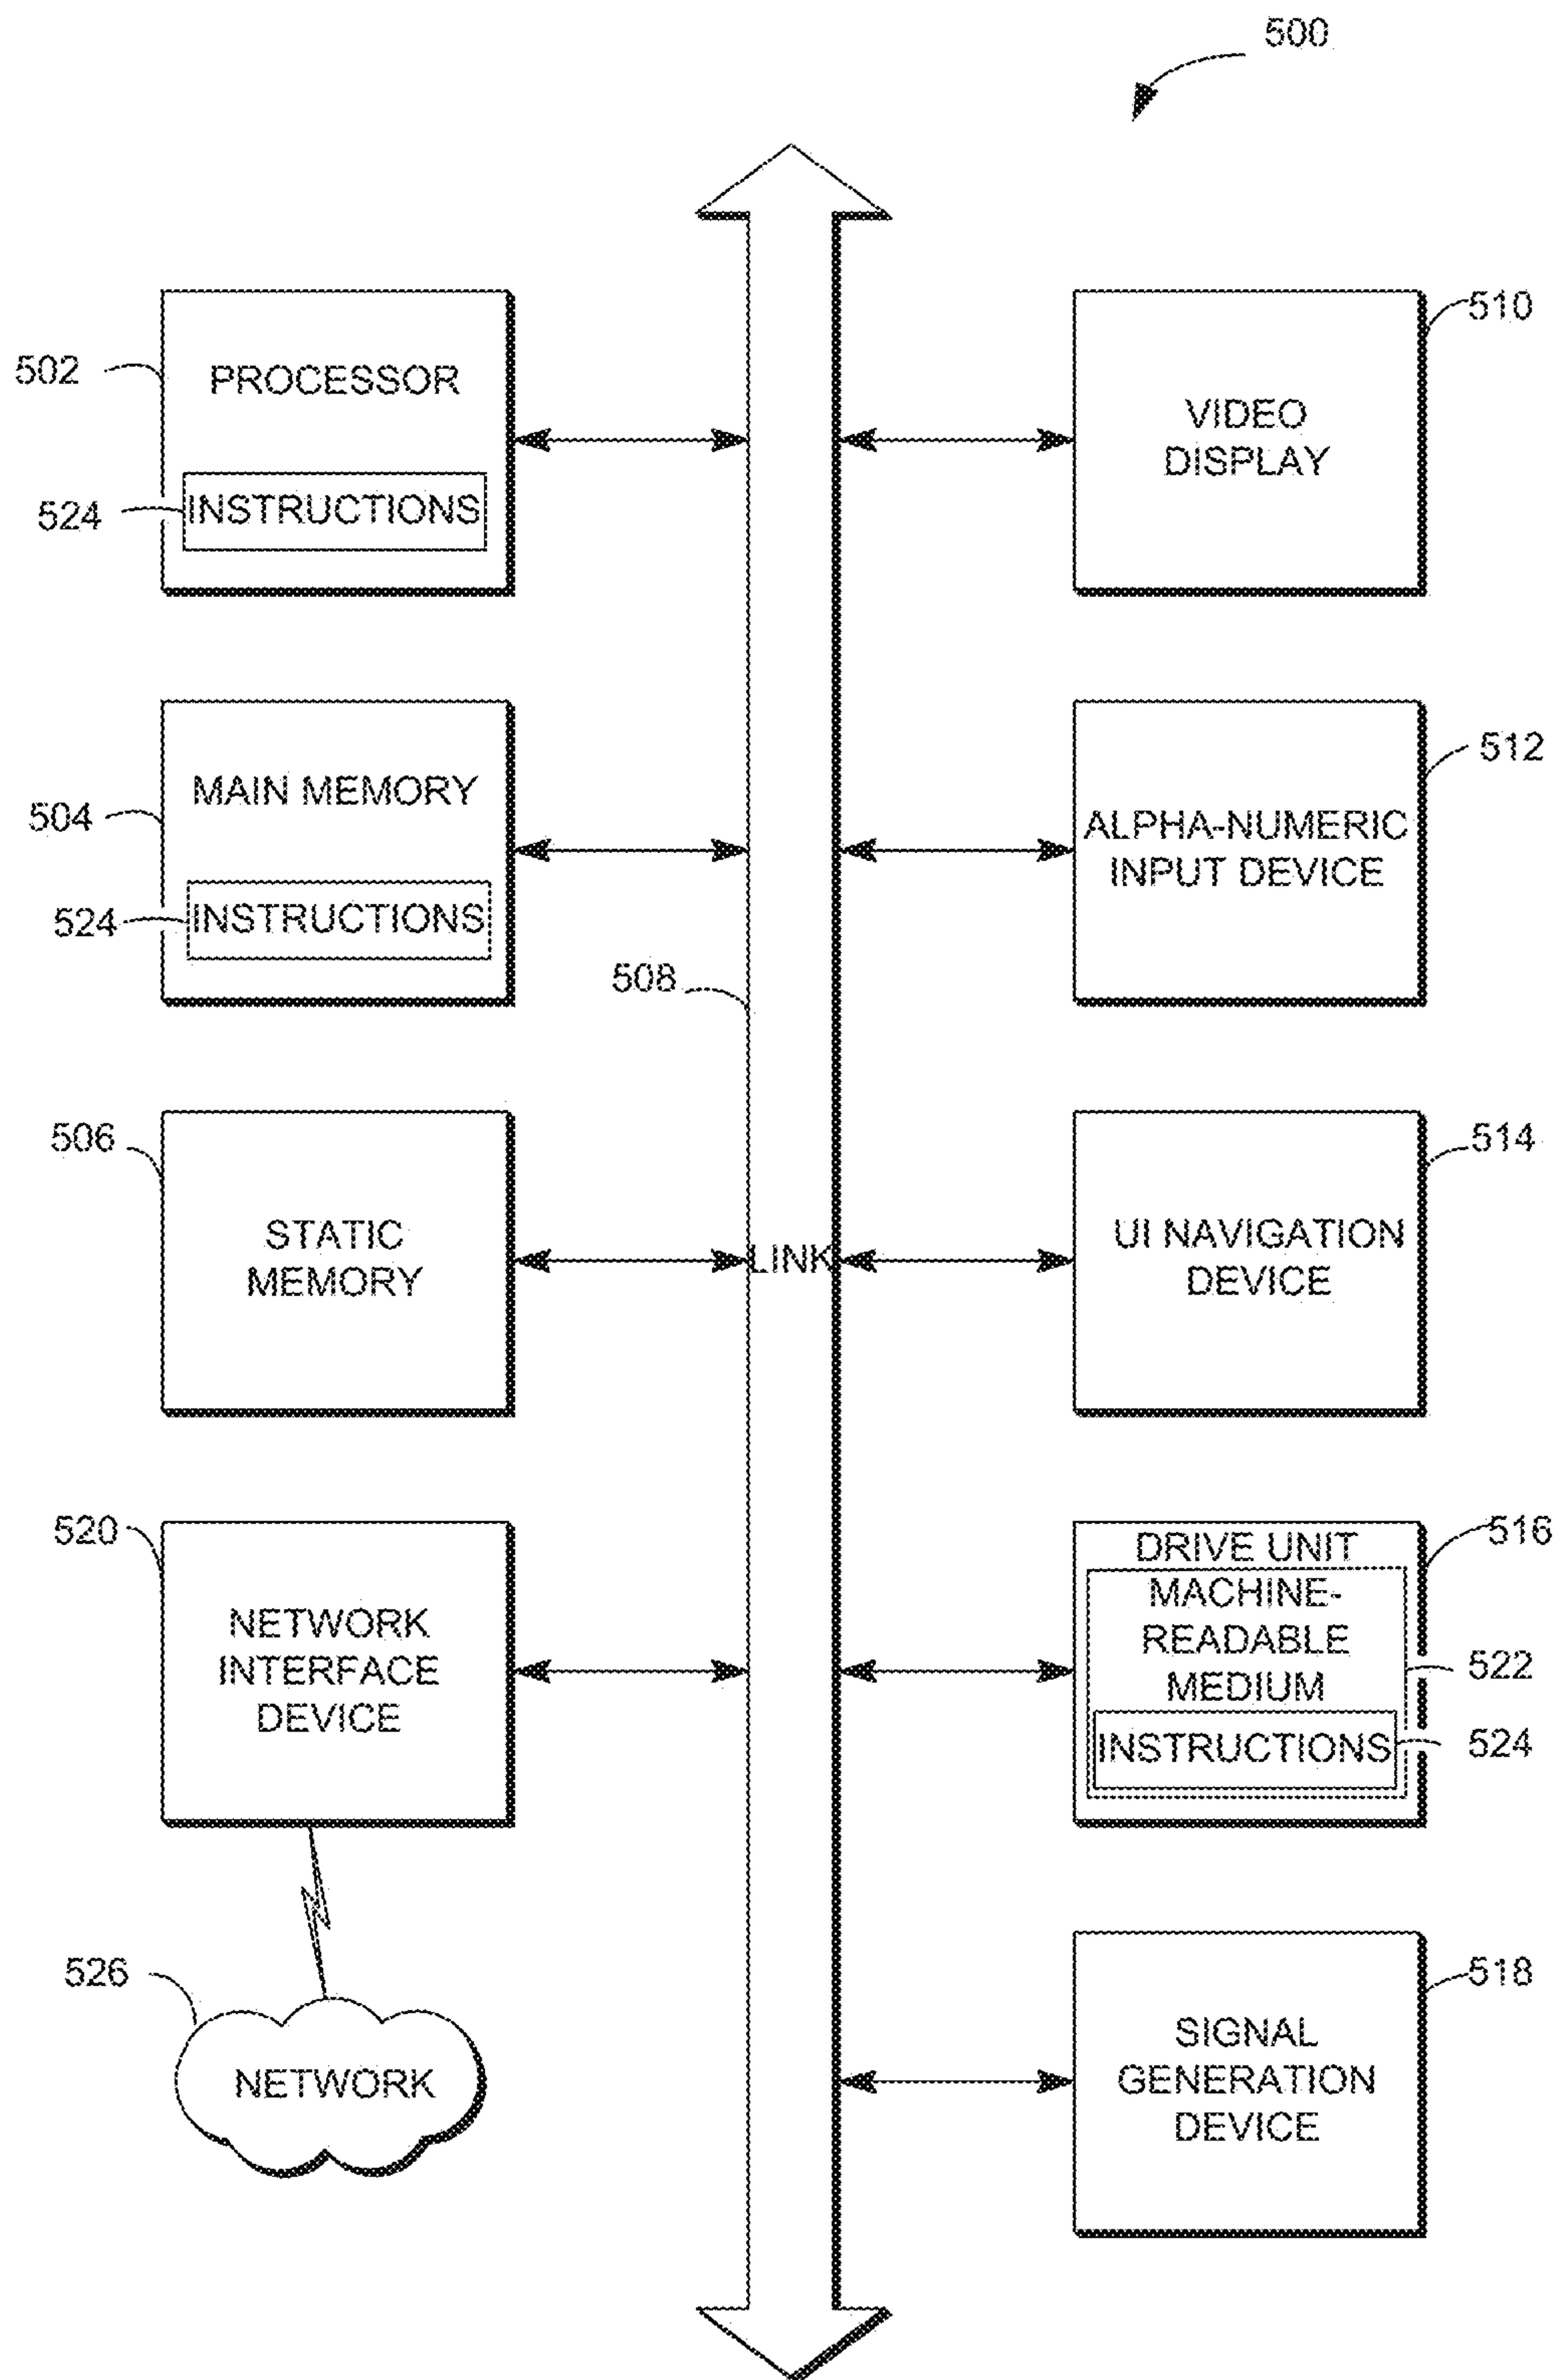 500
502
PROCESSOR
524
INSTRUCTIONS
510
VIDEO
DISPLAY
504
MAIN MEMORY
524
INSTRUCTIONS
508
512
ALPHA-NUMERIC
INPUT DEVICE
506
STATIC
MEMORY
LINK
514
UI NAVIGATION
DEVICE
520
NETWORK
INTERFACE
DEVICE
516
DRIVE UNIT
MACHINE-
READABLE
MEDIUM
522
INSTRUCTIONS
524
526
NETWORK
518
SIGNAL
GENERATION
DEVICE